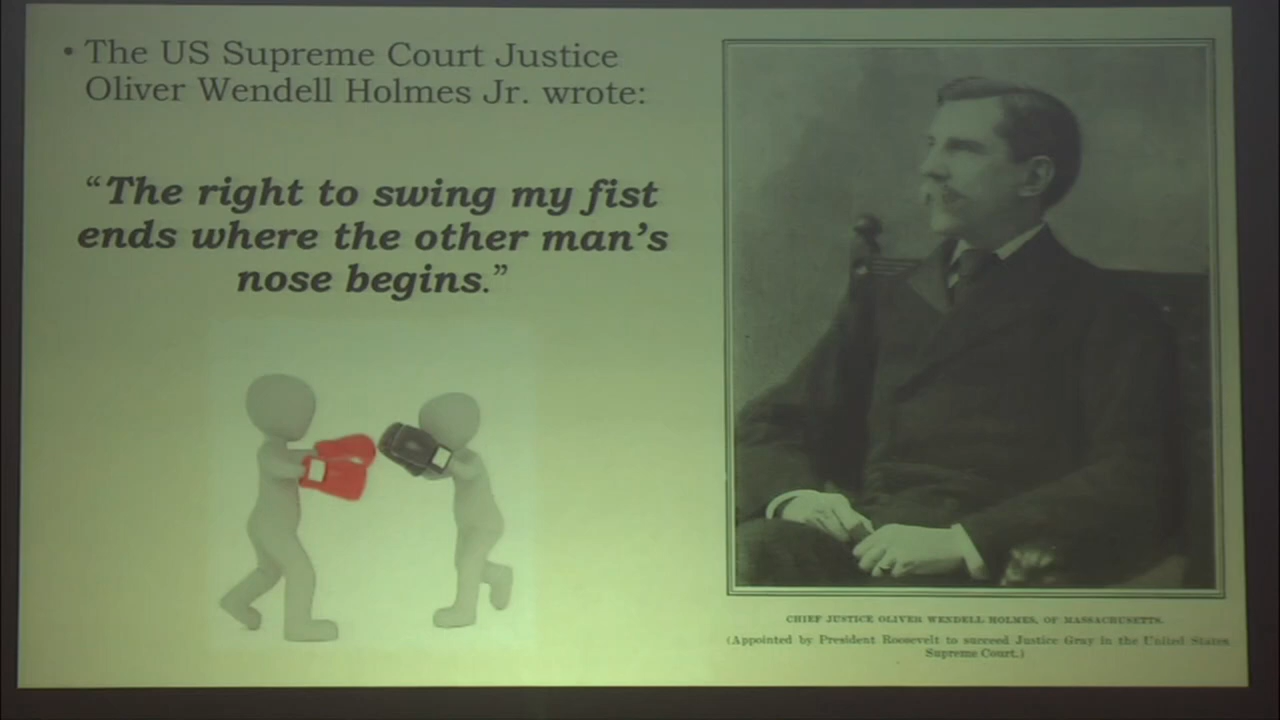 • The US Supreme Court Justice
Oliver Wendell Holmes Jr. wrote:
“The right to swing my fist
ends where the other man’s
nose begins.”
CHIEF JUSTICE OLIVER WENDELL HOLMES, OF MASSACHUSETTS.
(Appointed by President Roosevelt to succeed Justice Gray in the United States
Supreme Court.)